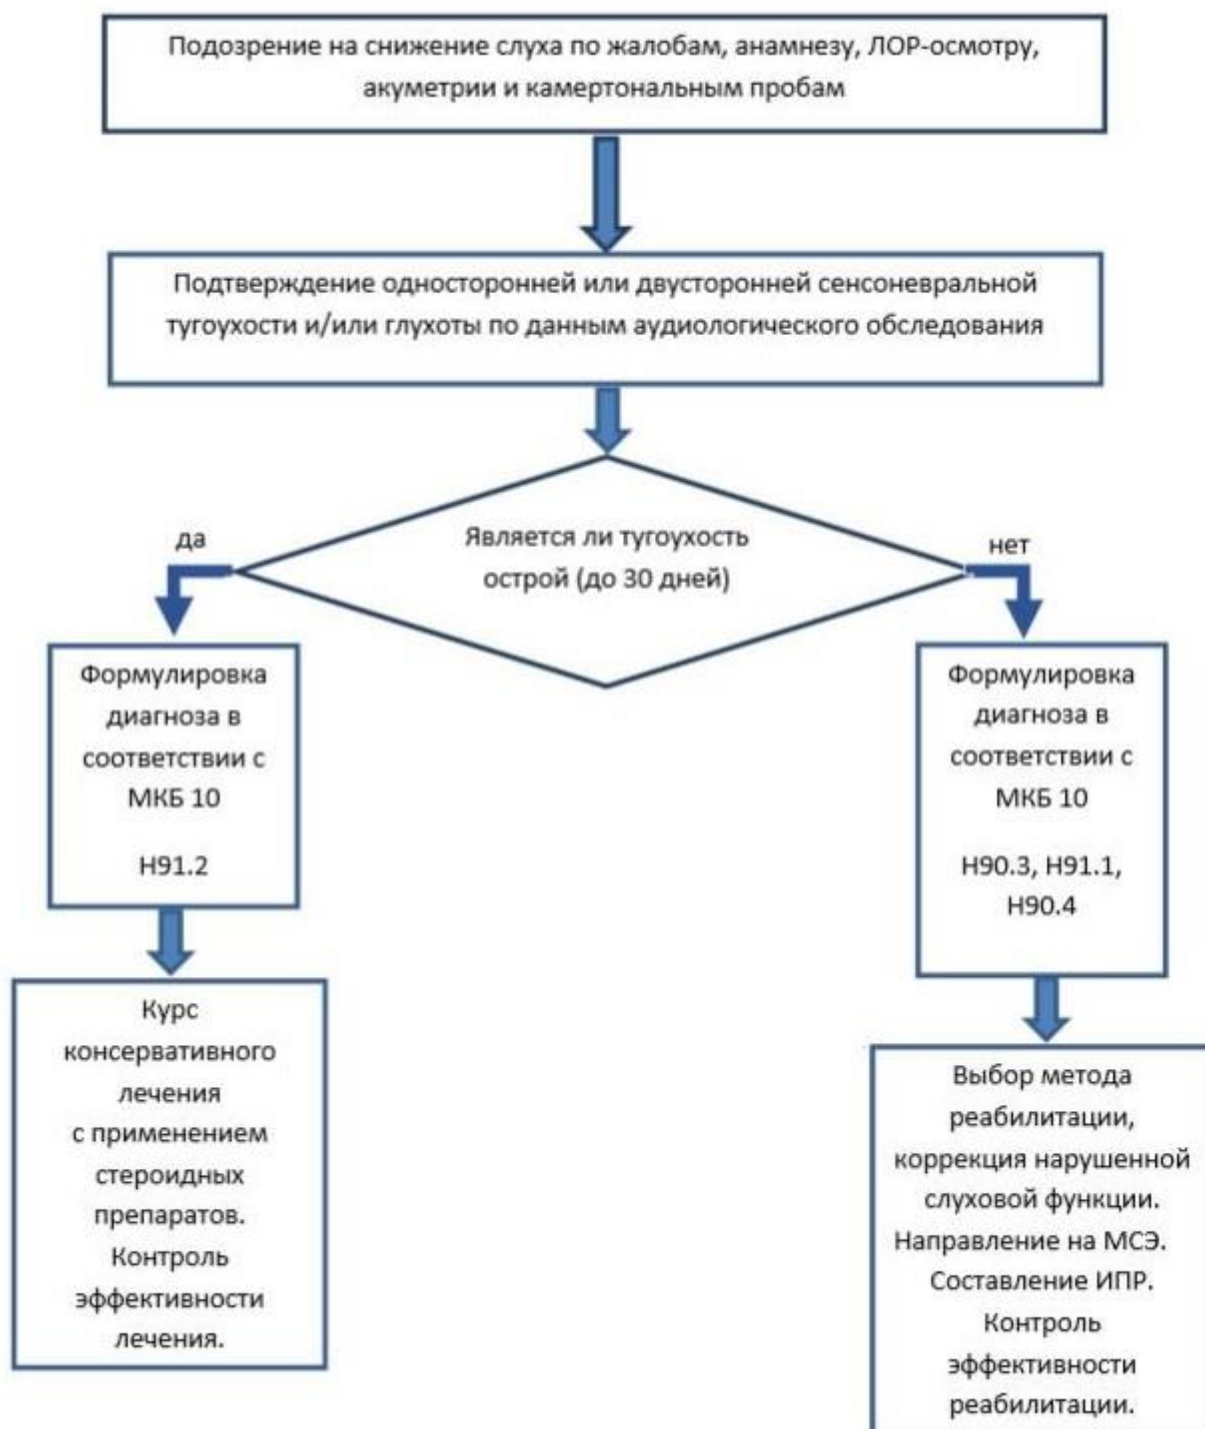 Подозрение на снижение слуха по жалобам, анамнезу, ЛОР-осмотру,
акуметрии и камертональным пробам
Подтверждение односторонней или двусторонней сенсоневральной
тугоухости и/или глухоты по данным аудиологического обследования
Является ли тугоухость
острой (до 30 дней)
да
нет
Формулировка
диагноза в
соответствии с
МКБ 10
H91.2
Курс
консервативного
лечения
с применением
стероидных
препаратов.
Контроль
эффективности
лечения.
Формулировка
диагноза в
соответствии с
МКБ 10
H90.3, H91.1,
H90.4
Выбор метода
реабилитации,
коррекция нарушенной
слуховой функции.
Направление на МСЭ.
Составление ИПР.
Контроль
эффективности
реабилитации.